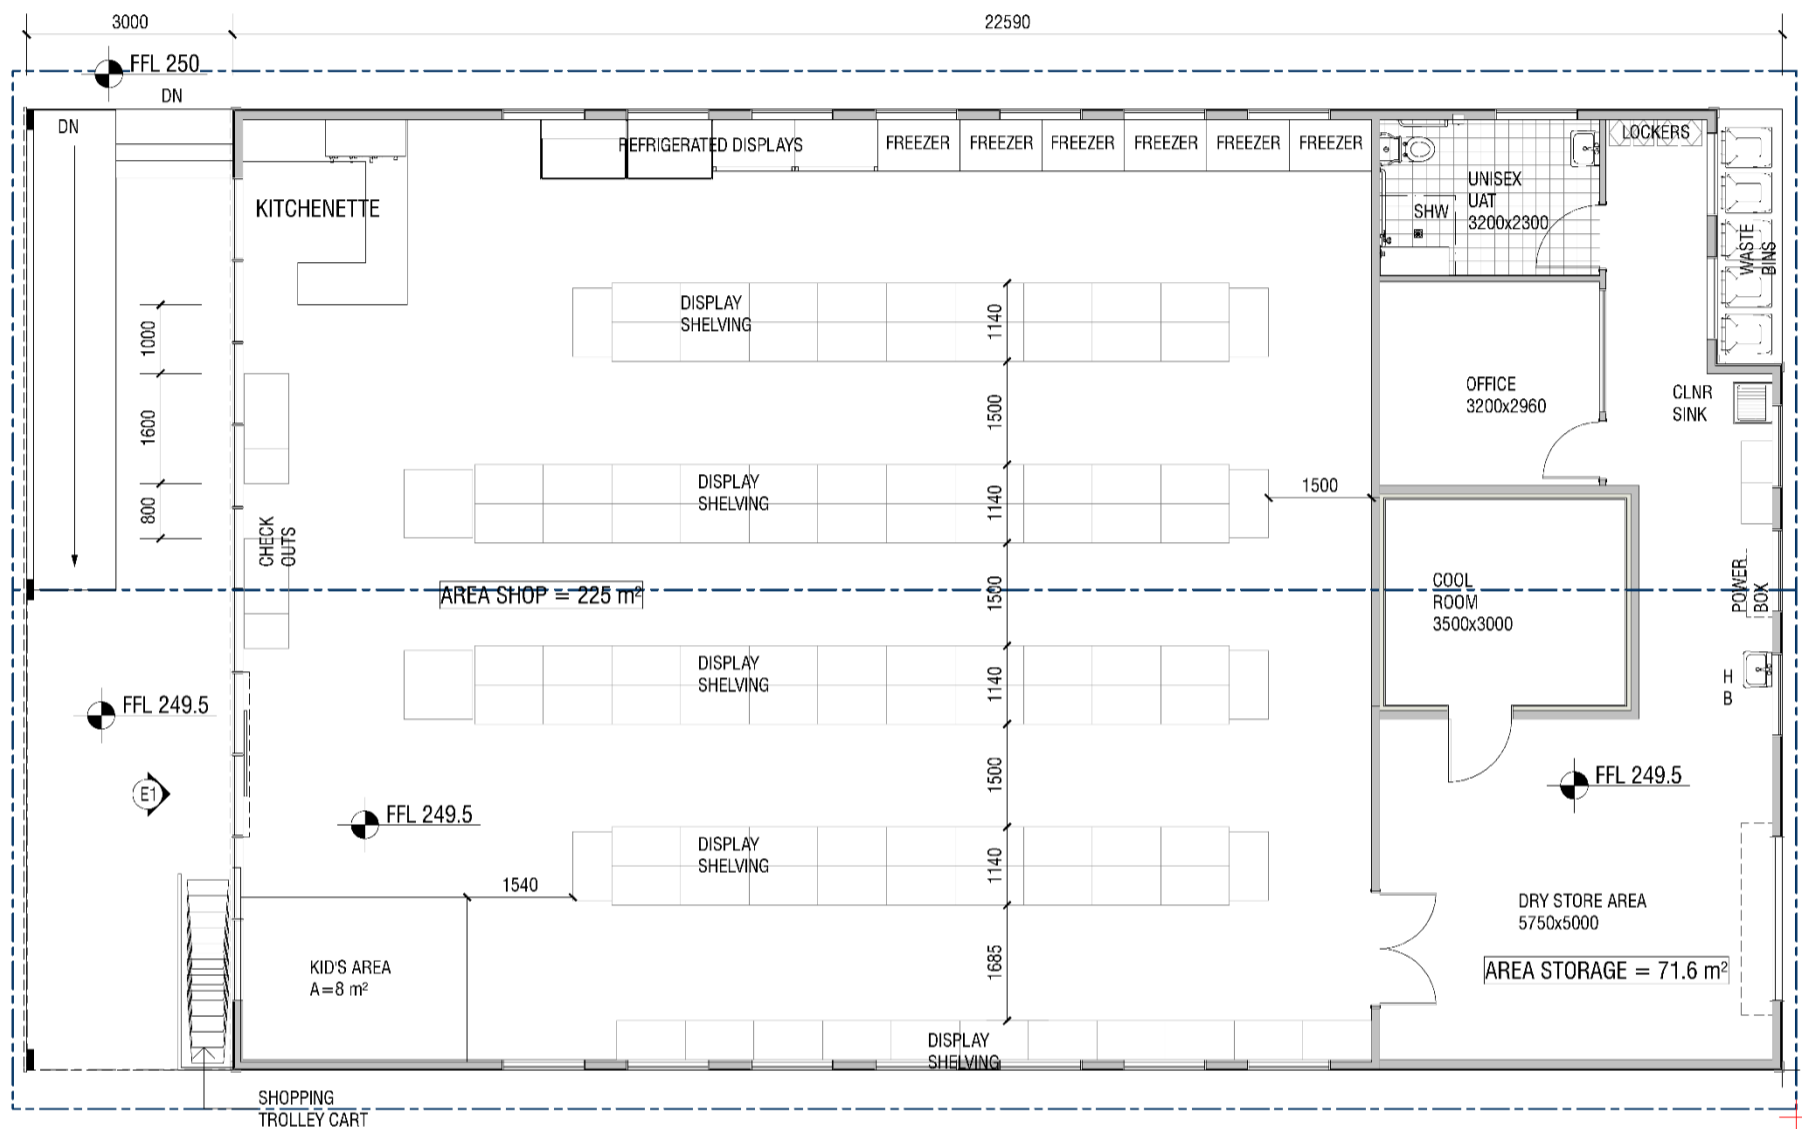 3000
22590
FFL 250
DN
DN
REFRIGERATED DISPLAYS
FREEZER
FREEZER
FREEZER
FREEZER
FREEZER
FREEZER
LOCKERS
KITCHENETTE
UNISEX
UAT
3200x2300
SHW
WASTE
BINS
DISPLAY
SHELVING
1140
1000
1500
OFFICE
3200x2960
CLNR
SINK
1600
DISPLAY
SHELVING
1140
1500
800
CHECK
OUTS
AREA SHOP = 225 m²
1500
COOL
ROOM
3500x3000
POWER
BOX
DISPLAY
SHELVING
1140
H
B
FFL 249.5
E1
FFL 249.5
1500
FFL 249.5
DISPLAY
SHELVING
1140
1540
DRY STORE AREA
5750x5000
KID'S AREA
A=8 m²
1685
AREA STORAGE = 71.6 m²
DISPLAY
SHELVING
SHOPPING
TROLLEY CART